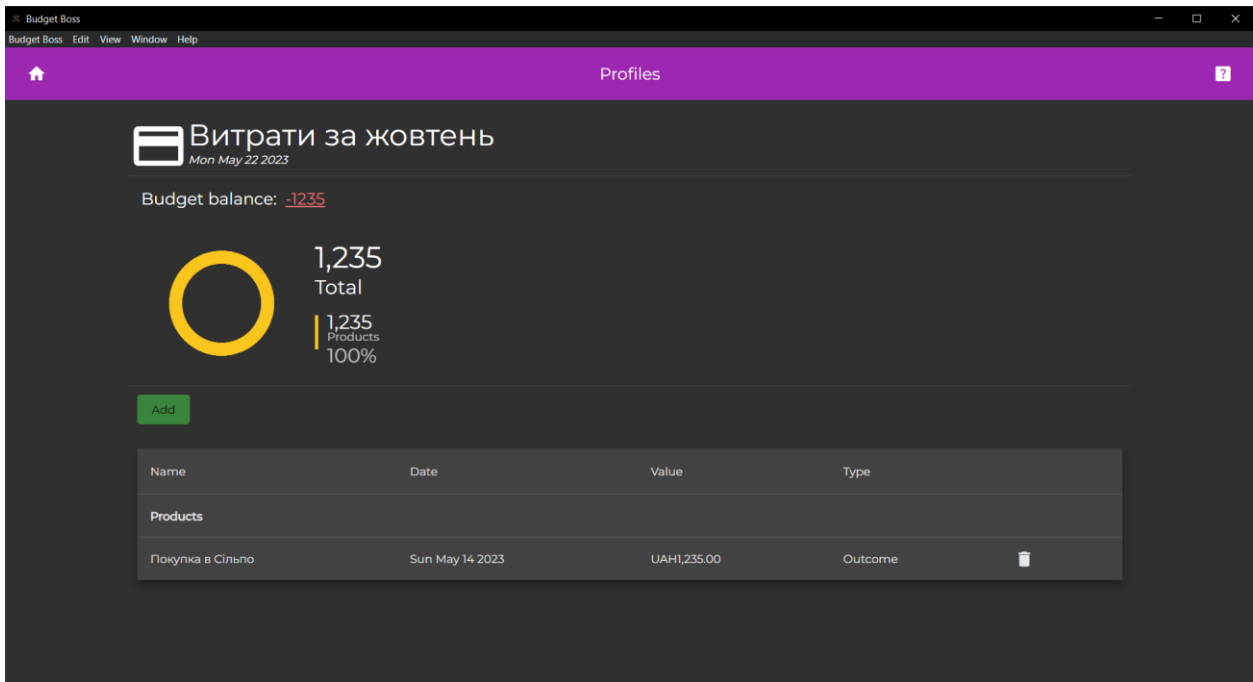 Budget Boss
Budget Boss Edit View Window Help
Profiles
Витрати за жовтень
Mon May 22 2023
Budget balance: -1235
1,235
Total
1,235
Products
100%
Add
Name Date Value Type
Products
Покупка в Сільпо Sun May 14 2023 UAH1,235.00 Outcome